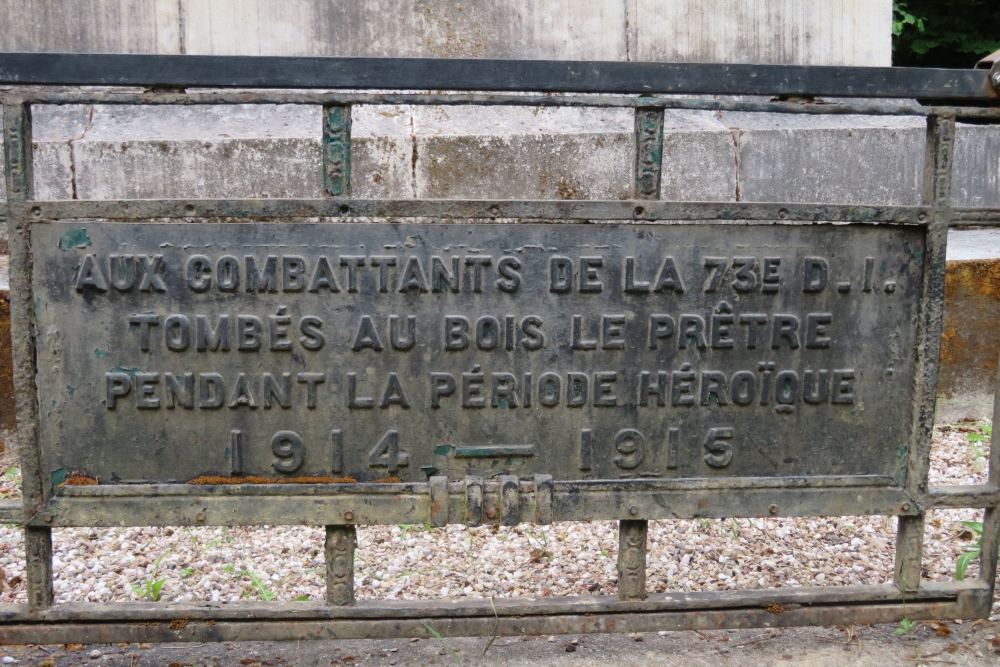 AUX COMBATTANTS DE LA 73E D.I.
TOMBÉS AU BOIS LE PRÊTRE
PENDANT LA PÉRIODE HÉROÏQUE
1914 — 1915